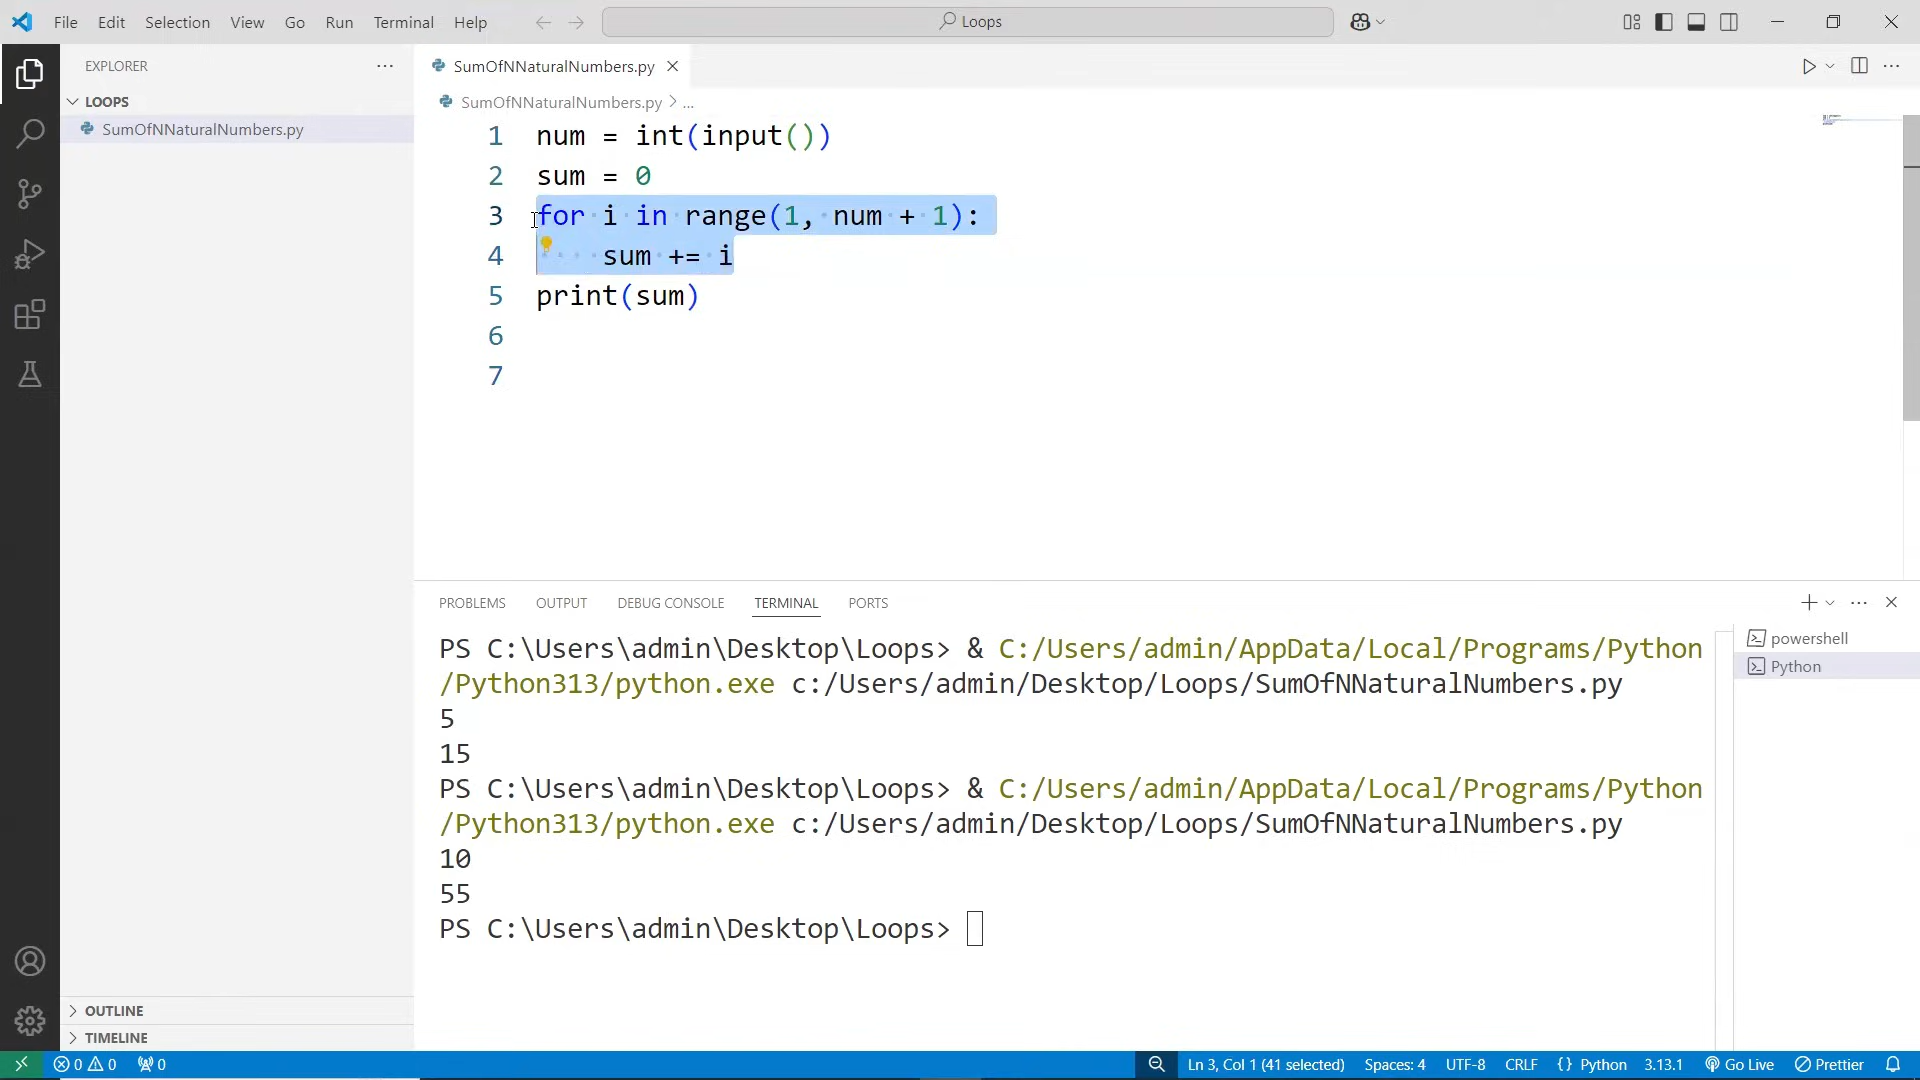 File Edit Selection View Go Run Terminal Help
Loops
EXPLORER
LOOPS
SumOfNNaturalNumbers.py
OUTLINE
TIMELINE
SumOfNNaturalNumbers.py
SumOfNNaturalNumbers.py > ...
1 num = int(input())
2 sum = 0
3 for i in range(1, num + 1):
4     sum += i
5 print(sum)
6
7
PROBLEMS OUTPUT DEBUG CONSOLE TERMINAL PORTS
PS C:\Users\admin\Desktop\Loops> & C:/Users/admin/AppData/Local/Programs/Python
/Python313/python.exe c:/Users/admin/Desktop/Loops/SumOfNNaturalNumbers.py
5
15
PS C:\Users\admin\Desktop\Loops> & C:/Users/admin/AppData/Local/Programs/Python
/Python313/python.exe c:/Users/admin/Desktop/Loops/SumOfNNaturalNumbers.py
10
55
PS C:\Users\admin\Desktop\Loops>
powershell
Python
0 0 0 Ln 3, Col 1 (41 selected) Spaces: 4 UTF-8 CRLF {} Python 3.13.1 Go Live Prettier